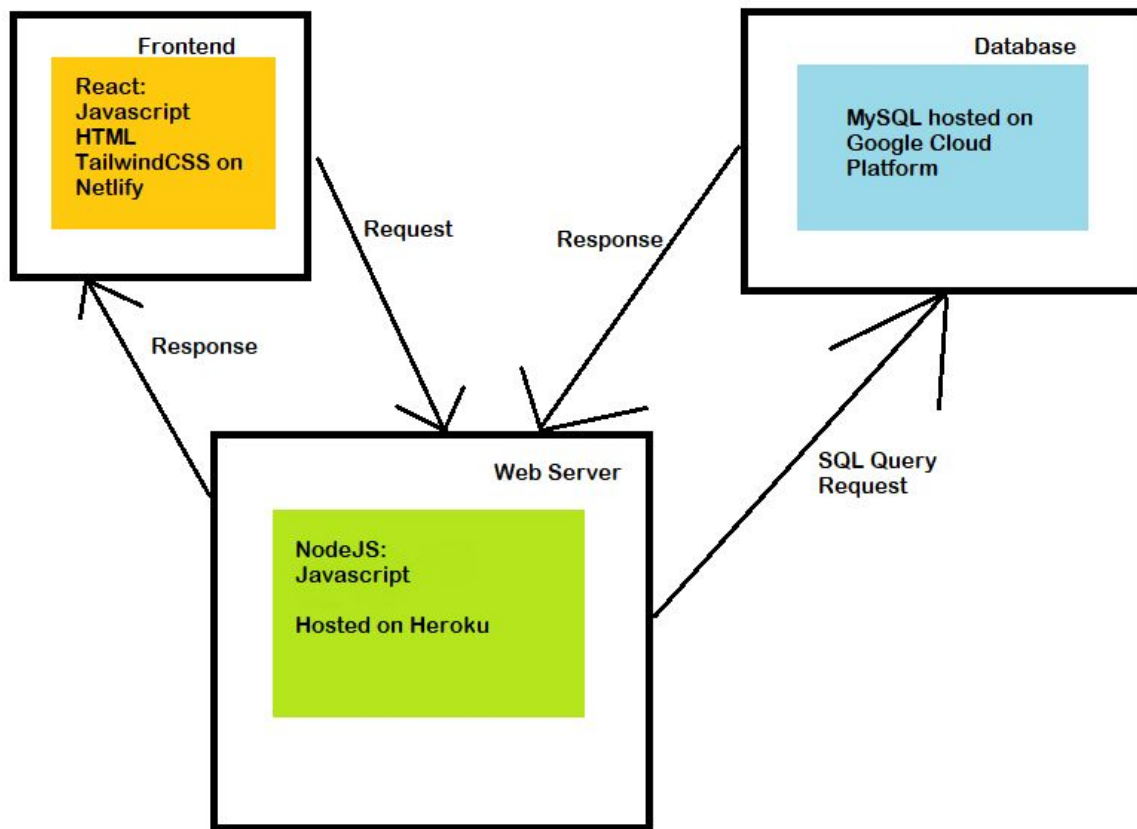 Frontend
React:
Javascript
HTML
TailwindCSS on
Netlify
Database
MySQL hosted on
Google Cloud
Platform
Request
Response
Response
Web Server
NodeJS:
Javascript
Hosted on Heroku
SQL Query
Request